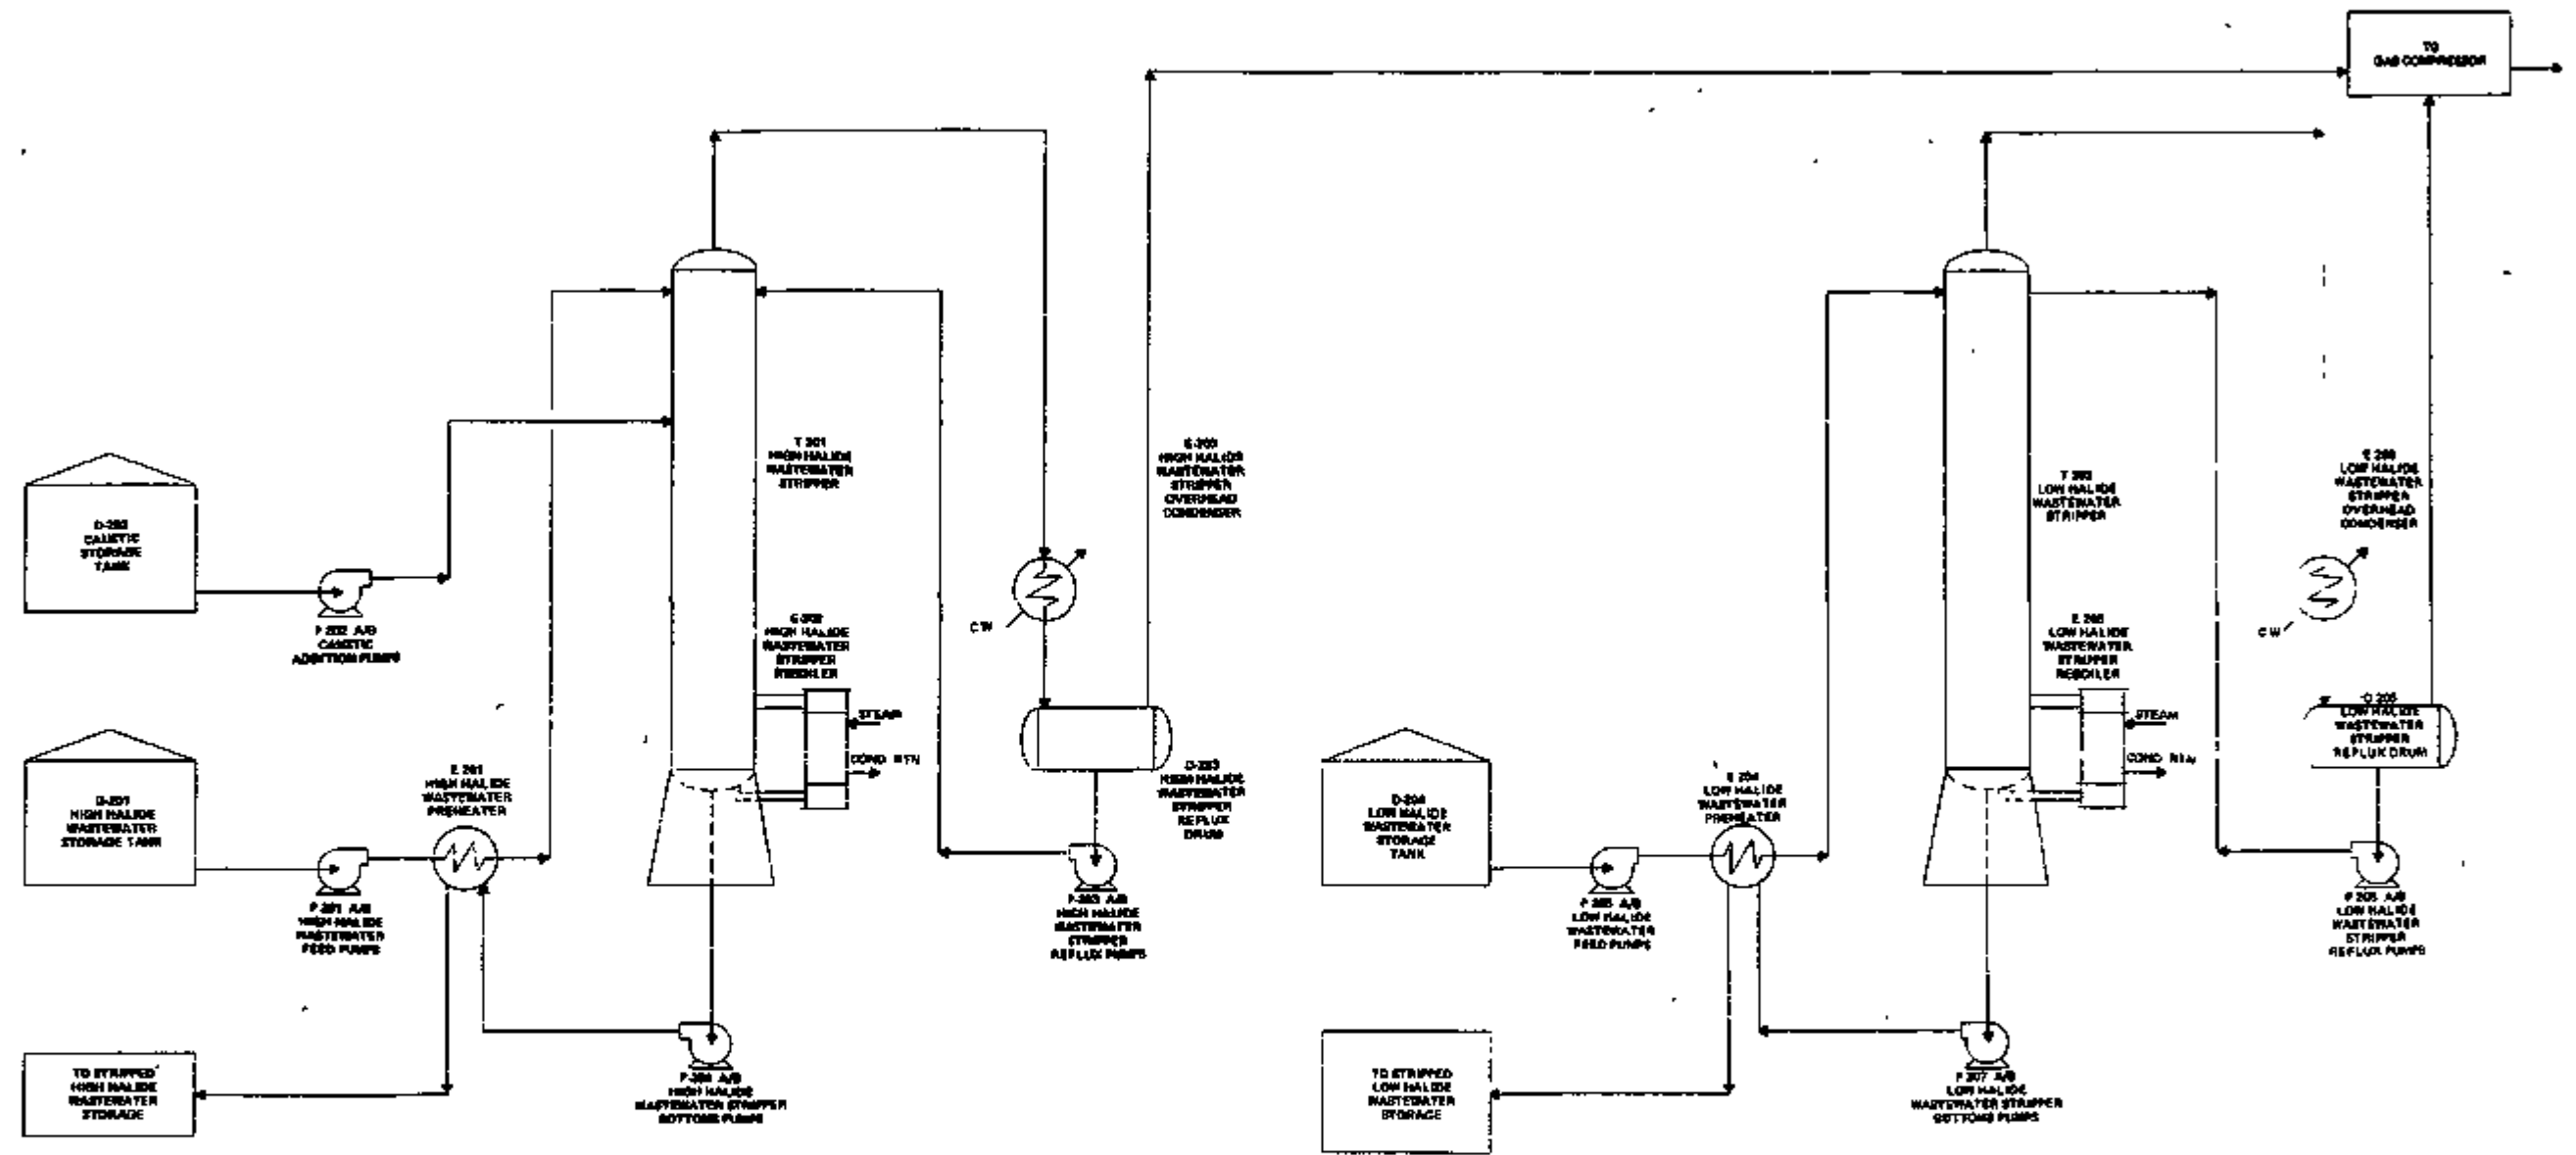 TO
GAS COMPRESSOR
T 201
HIGH HALIDE
WASTEWATER
STRIPPER
HIGH HALIDE
WASTEWATER
STRIPPER
OVERHEAD
CONDENSER
LOW HALIDE
WASTEWATER
STRIPPER
LOW HALIDE
WASTEWATER
STRIPPER
OVERHEAD
CONDENSER
D-202
CAUSTIC
STORAGE
TANK
P 202 A/B
CAUSTIC
ADDITION PUMPS
CW
CW
HIGH HALIDE
WASTEWATER
STRIPPER
REBOILER
STEAM
COND RTN
LOW HALIDE
WASTEWATER
STRIPPER
REBOILER
STEAM
COND RTN
D-201
HIGH HALIDE
WASTEWATER
STORAGE TANK
E 201
HIGH HALIDE
WASTEWATER
PREHEATER
D-203
HIGH HALIDE
WASTEWATER
STRIPPER
REFLUX
DRUM
D-204
LOW HALIDE
WASTEWATER
STORAGE
TANK
E 204
LOW HALIDE
WASTEWATER
PREHEATER
LOW HALIDE
WASTEWATER
STRIPPER
REFLUX DRUM
P 201 A/B
HIGH HALIDE
WASTEWATER
FEED PUMPS
P-203 A/B
HIGH HALIDE
WASTEWATER
STRIPPER
REFLUX PUMPS
A/B
LOW HALIDE
WASTEWATER
FEED PUMPS
A/B
LOW HALIDE
WASTEWATER
STRIPPER
REFLUX PUMPS
TO STRIPPED
HIGH HALIDE
WASTEWATER
STORAGE
P-204 A/B
HIGH HALIDE
WASTEWATER STRIPPER
BOTTOMS PUMPS
TO STRIPPED
LOW HALIDE
WASTEWATER
STORAGE
P 207 A/B
LOW HALIDE
WASTEWATER STRIPPER
BOTTOMS PUMPS